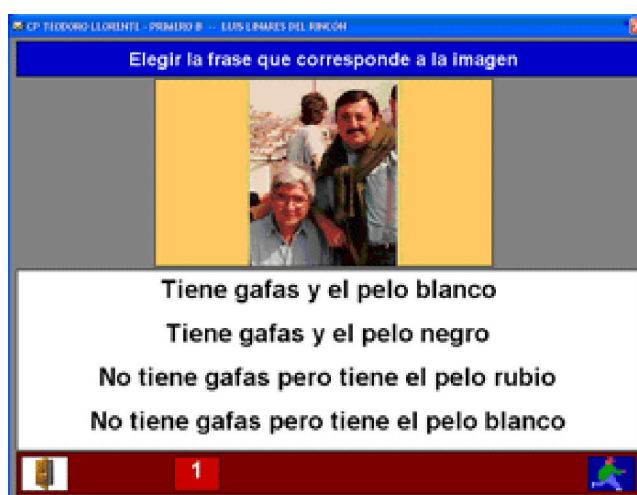 CP TEODORO LLORENTE - PRIMERO B -- LUIS LINARES DEL RINCÓN
Elegir la frase que corresponde a la imagen
Tiene gafas y el pelo blanco
Tiene gafas y el pelo negro
No tiene gafas pero tiene el pelo rubio
No tiene gafas pero tiene el pelo blanco
1